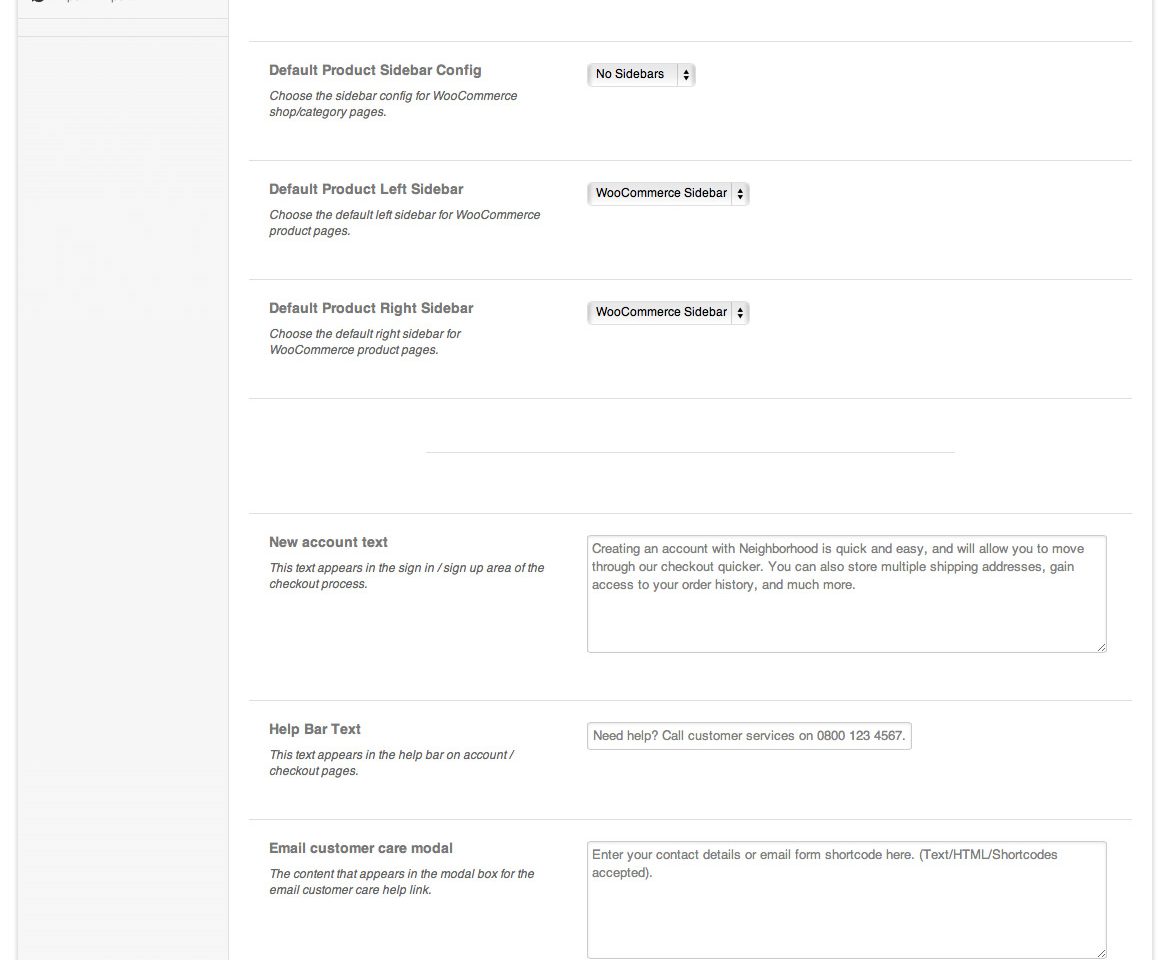 Default Product Sidebar Config
No Sidebars
Choose the sidebar config for WooCommerce
shop/category pages.
Default Product Left Sidebar
WooCommerce Sidebar
Choose the default left sidebar for WooCommerce
product pages.
Default Product Right Sidebar
WooCommerce Sidebar
Choose the default right sidebar for
WooCommerce product pages.
New account text
This text appears in the sign in / sign up area of the
checkout process.
Creating an account with Neighborhood is quick and easy, and will allow you to move
through our checkout quicker. You can also store multiple shipping addresses, gain
access to your order history, and much more.
Help Bar Text
This text appears in the help bar on account /
checkout pages.
Need help? Call customer services on 0800 123 4567.
Email customer care modal
The content that appears in the modal box for the
email customer care help link.
Enter your contact details or email form shortcode here. (Text/HTML/Shortcodes
accepted).